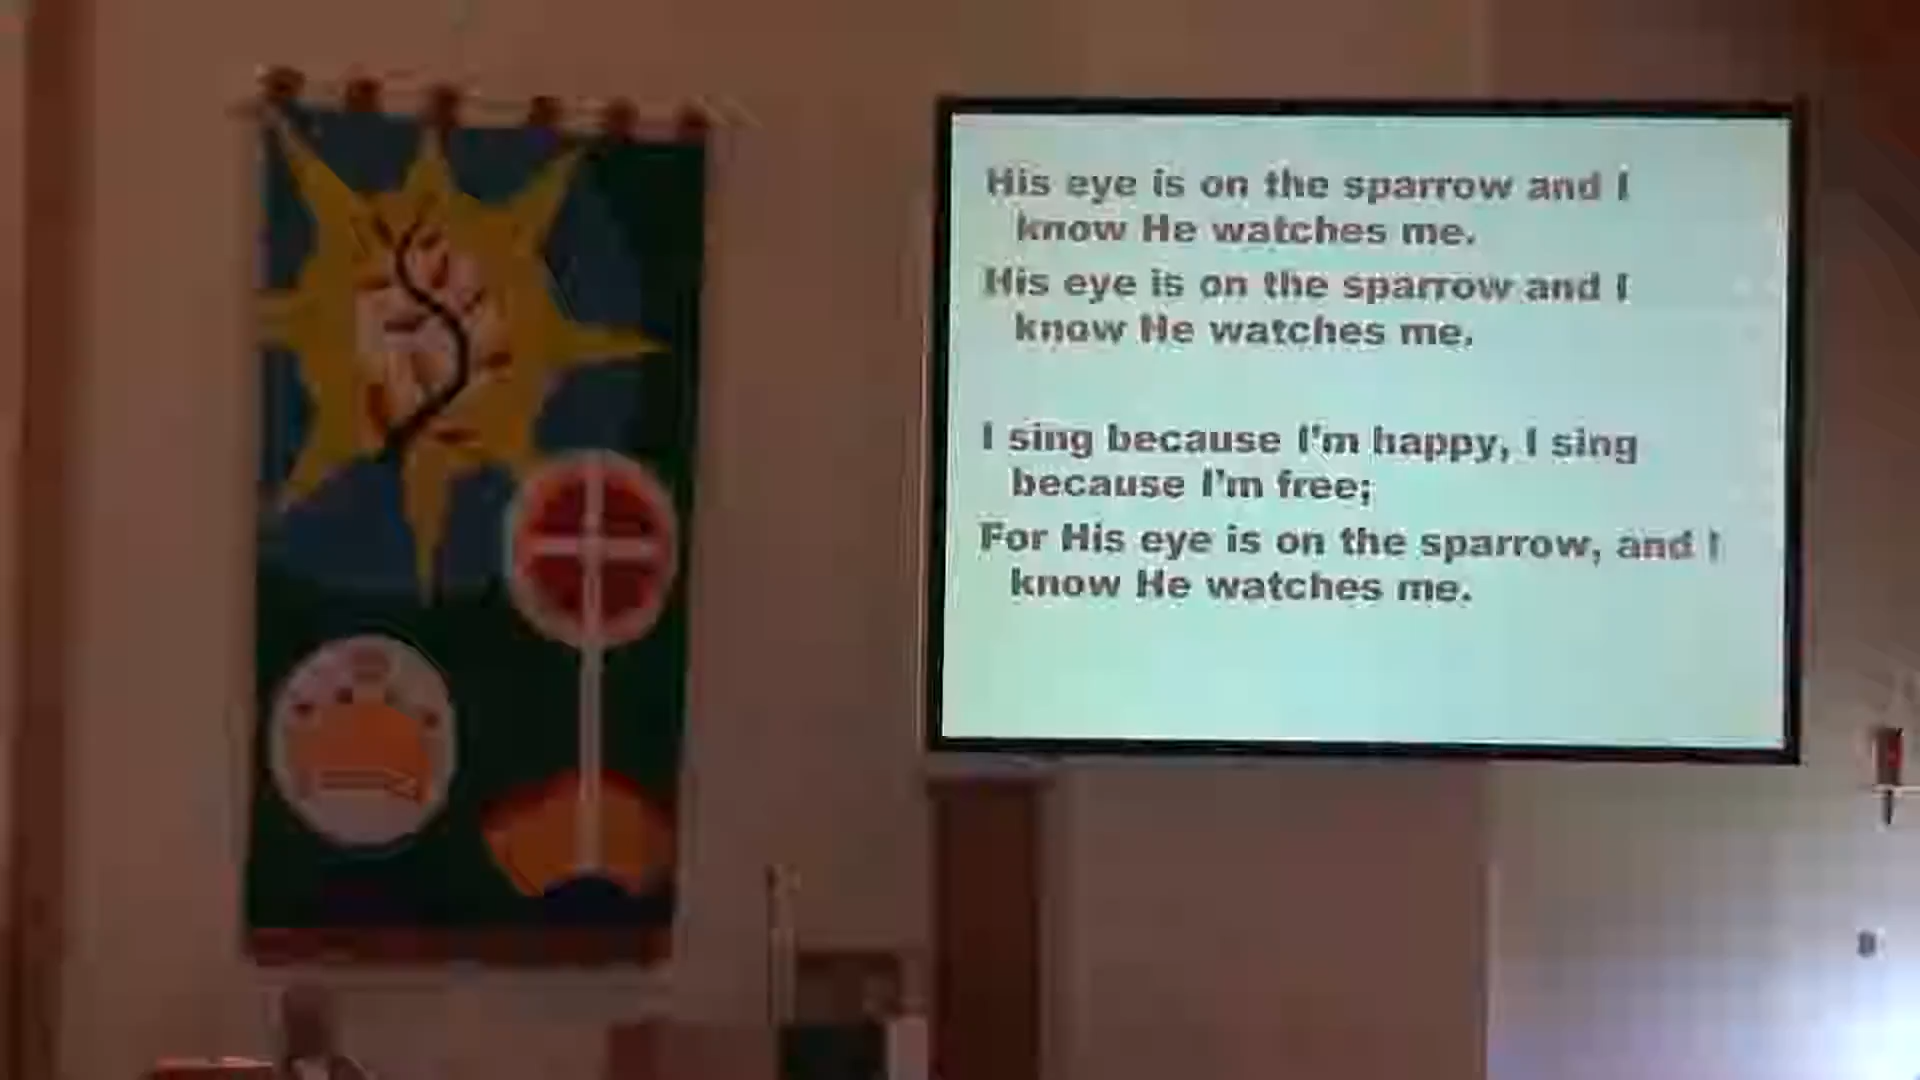 His eye is on the sparrow and I
know He watches me.
His eye is on the sparrow and I
know He watches me.
I sing because I'm happy, I sing
because I'm free;
For His eye is on the sparrow, and I
know He watches me.